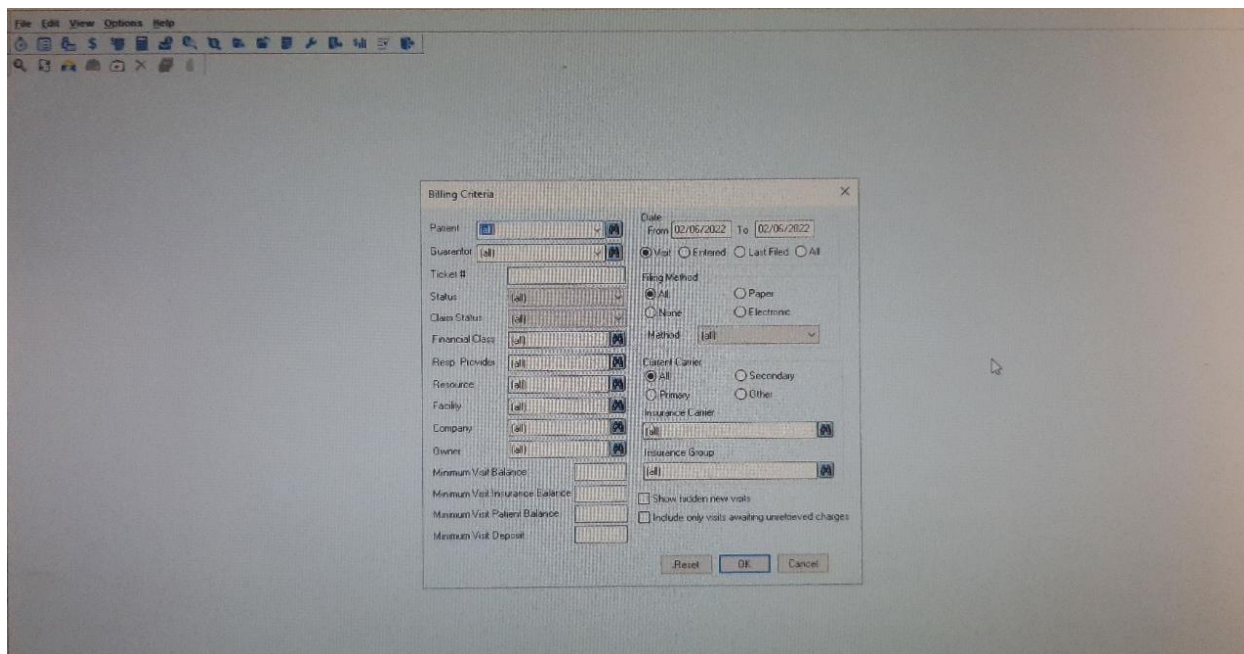 File Edit View Options Help
Billing Criteria
Patient (all)
Guarantor (all)
Ticket #
Status (all)
Claim Status (all)
Financial Class (all)
Resp. Provider (all)
Resource (all)
Facility (all)
Company (all)
Owner (all)
Minimum Visit Balance
Minimum Visit Insurance Balance
Minimum Visit Patient Balance
Minimum Visit Deposit
Date
From 02/06/2022 To 02/06/2022
Visit Entered Last Filed All
Filing Method
All Paper
None Electronic
Method (all)
Current Carrier
All Secondary
Primary Other
Insurance Carrier
(all)
Insurance Group
(all)
Show hidden new visits
Include only visits awaiting unreleased charges
Reset OK Cancel